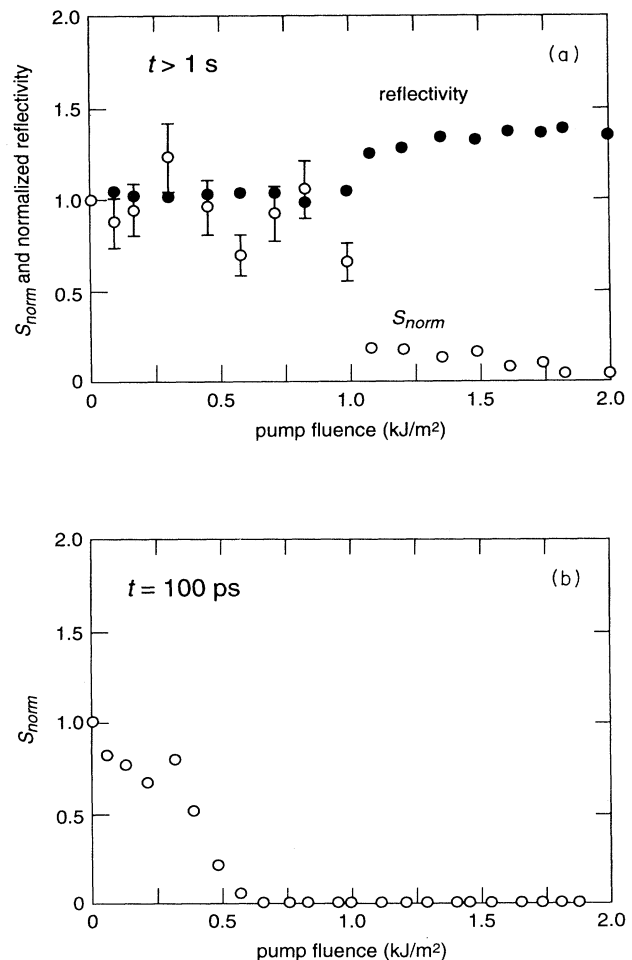 2.0
t > 1 s
(a)
reflectivity
1.5
1.0
0.5
S_norm
0
0 0.5 1.0 1.5 2.0
pump fluence (kJ/m²)
S_norm and normalized reflectivity
2.0
t = 100 ps
(b)
1.5
1.0
0.5
0
0 0.5 1.0 1.5 2.0
pump fluence (kJ/m²)
S_norm